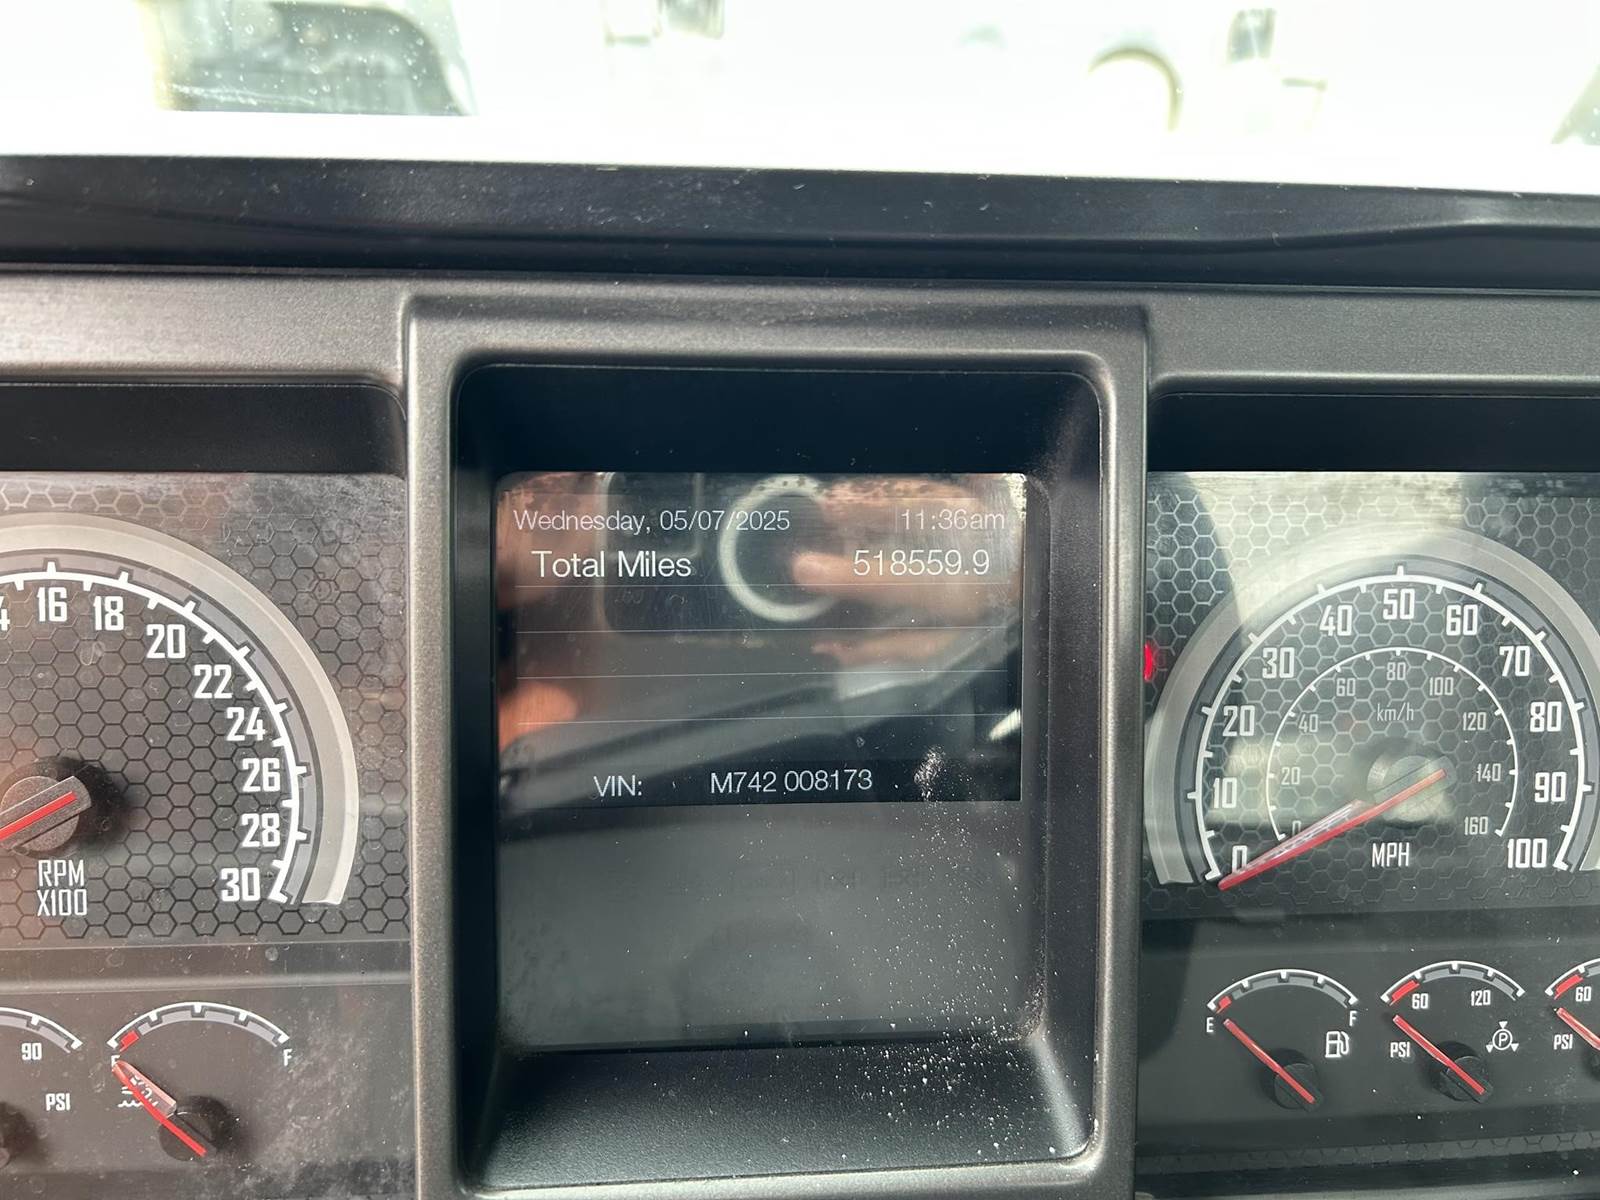 Wednesday, 05/07/2025 11:36am
Total Miles 518559.9
VIN: M742 008173
16 18 20 22 24 26 28 30
RPM
X100
0 10 20 30 40 50 60 70 80 90 100
0 20 40 60 80 100 120 140 160
km/h
MPH
90
PSI
E F
E F
60 120
PSI
P
60
PSI